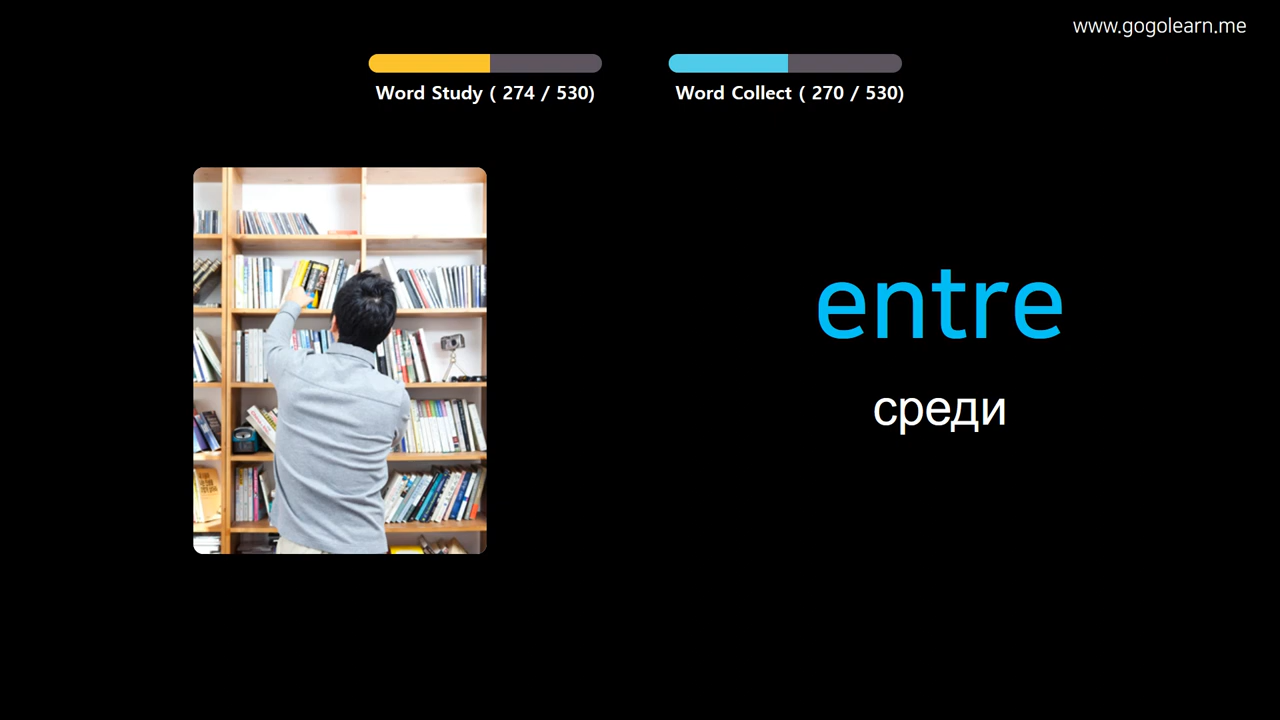 www.gogolearn.me
Word Study ( 274 / 530)
Word Collect ( 270 / 530)
entre
среди